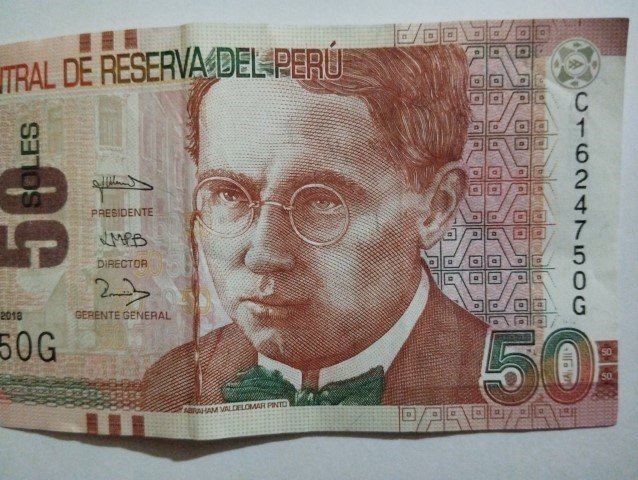 NTRAL DE RESERVA DEL PERÚ
50 SOLES
PRESIDENTE
DIRECTOR
GERENTE GENERAL
2018
50G
ABRAHAM VALDELOMAR PINTO
C1624750G
50
50
50